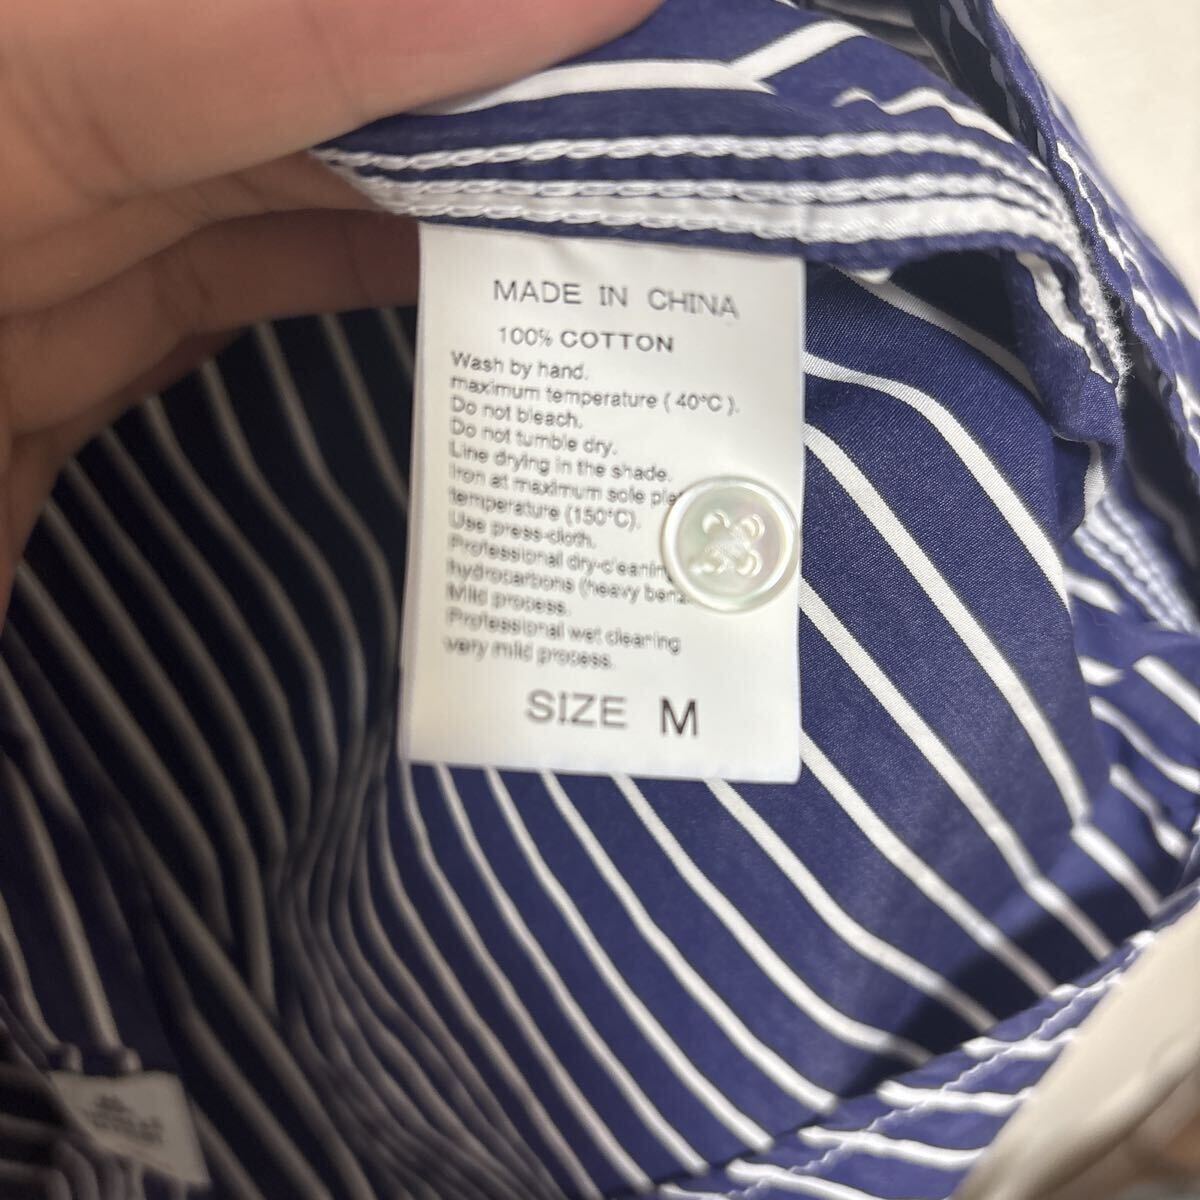 MADE IN CHINA
100% COTTON
Wash by hand.
maximum temperature ( 40°C ).
Do not bleach.
Do not tumble dry.
Line drying in the shade.
Iron at maximum sole
temperature (150°C).
Use press-cloth.
Professional dry-cleaning
hydrocarbons (heavy
Mild process.
Professional wet cleaning
very mild process.
SIZE M